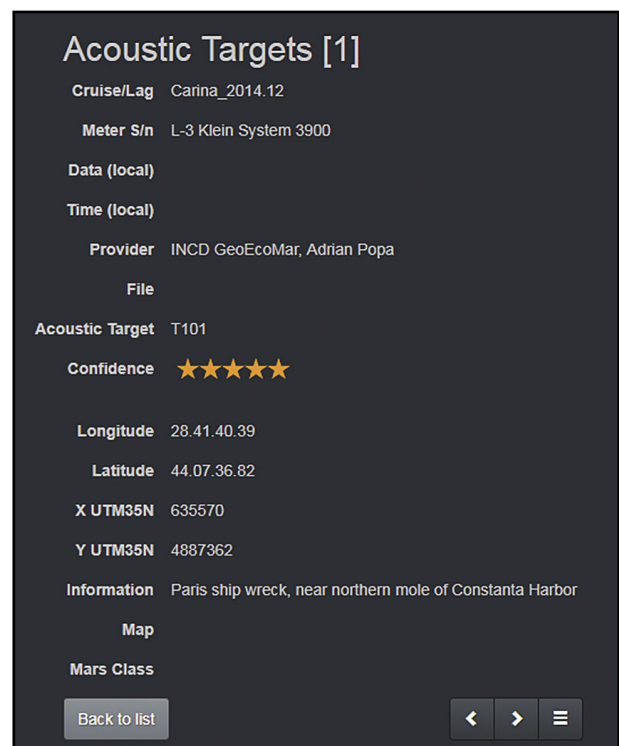 Acoustic Targets [1]
Cruise/Lag Carina_2014.12
Meter S/n L-3 Klein System 3900
Data (local)
Time (local)
Provider INCD GeoEcoMar, Adrian Popa
File
Acoustic Target T101
Confidence
Longitude 28.41.40.39
Latitude 44.07.36.82
X UTM35N 635570
Y UTM35N 4887362
Information Paris ship wreck, near northern mole of Constanta Harbor
Map
Mars Class
Back to list